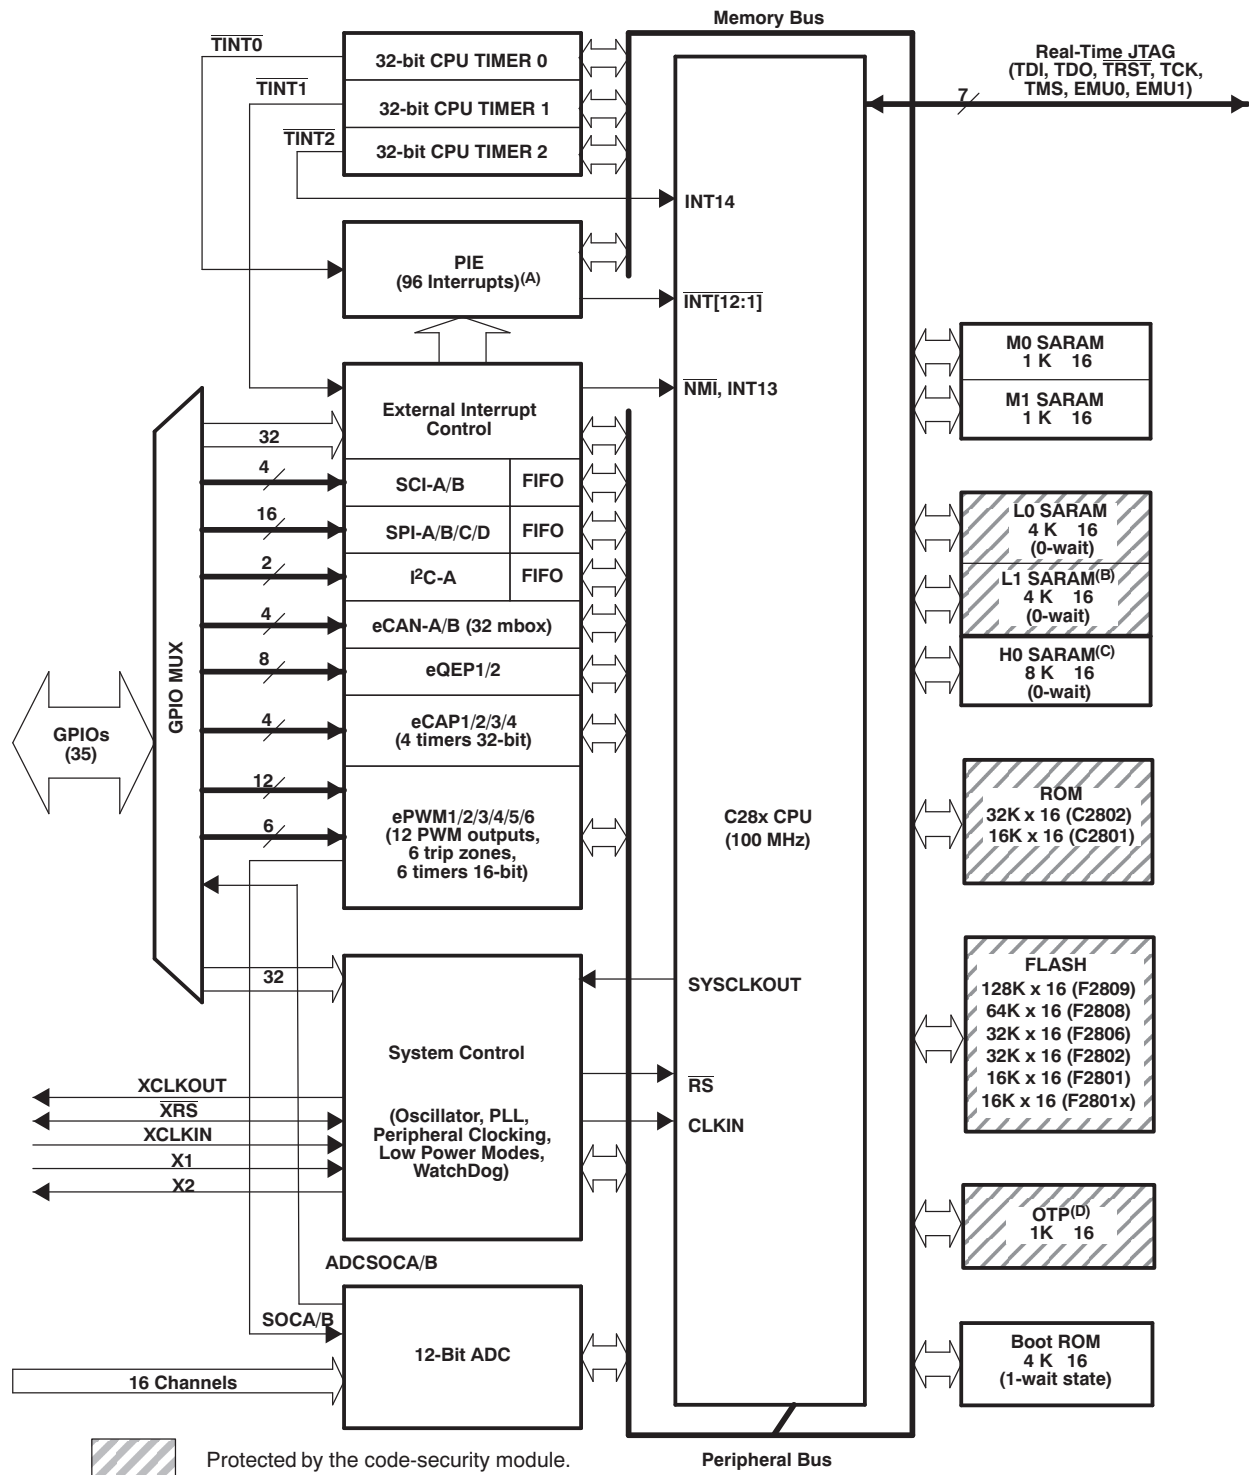 Memory Bus
TINT0
32-bit CPU TIMER 0
Real-Time JTAG
(TDI, TDO, TRST, TCK,
TMS, EMU0, EMU1)
7
TINT1
32-bit CPU TIMER 1
TINT2
32-bit CPU TIMER 2
INT14
PIE
(96 Interrupts)(A)
INT[12:1]
M0 SARAM
1 K 16
M1 SARAM
1 K 16
NMI, INT13
External Interrupt
Control
32
4
SCI-A/B
FIFO
16
SPI-A/B/C/D
FIFO
2
I²C-A
FIFO
4
eCAN-A/B (32 mbox)
8
eQEP1/2
4
eCAP1/2/3/4
(4 timers 32-bit)
12
6
ePWM1/2/3/4/5/6
(12 PWM outputs,
6 trip zones,
6 timers 16-bit)
GPIO MUX
GPIOs
(35)
L0 SARAM
4 K 16
(0-wait)
L1 SARAM(B)
4 K 16
(0-wait)
H0 SARAM(C)
8 K 16
(0-wait)
C28x CPU
(100 MHz)
ROM
32K x 16 (C2802)
16K x 16 (C2801)
FLASH
128K x 16 (F2809)
64K x 16 (F2808)
32K x 16 (F2806)
32K x 16 (F2802)
16K x 16 (F2801)
16K x 16 (F2801x)
32
SYSCLKOUT
System Control
(Oscillator, PLL,
Peripheral Clocking,
Low Power Modes,
WatchDog)
RS
CLKIN
XCLKOUT
XRS
XCLKIN
X1
X2
OTP(D)
1K 16
ADCSOCA/B
SOCA/B
12-Bit ADC
16 Channels
Boot ROM
4 K 16
(1-wait state)
Protected by the code-security module.
Peripheral Bus